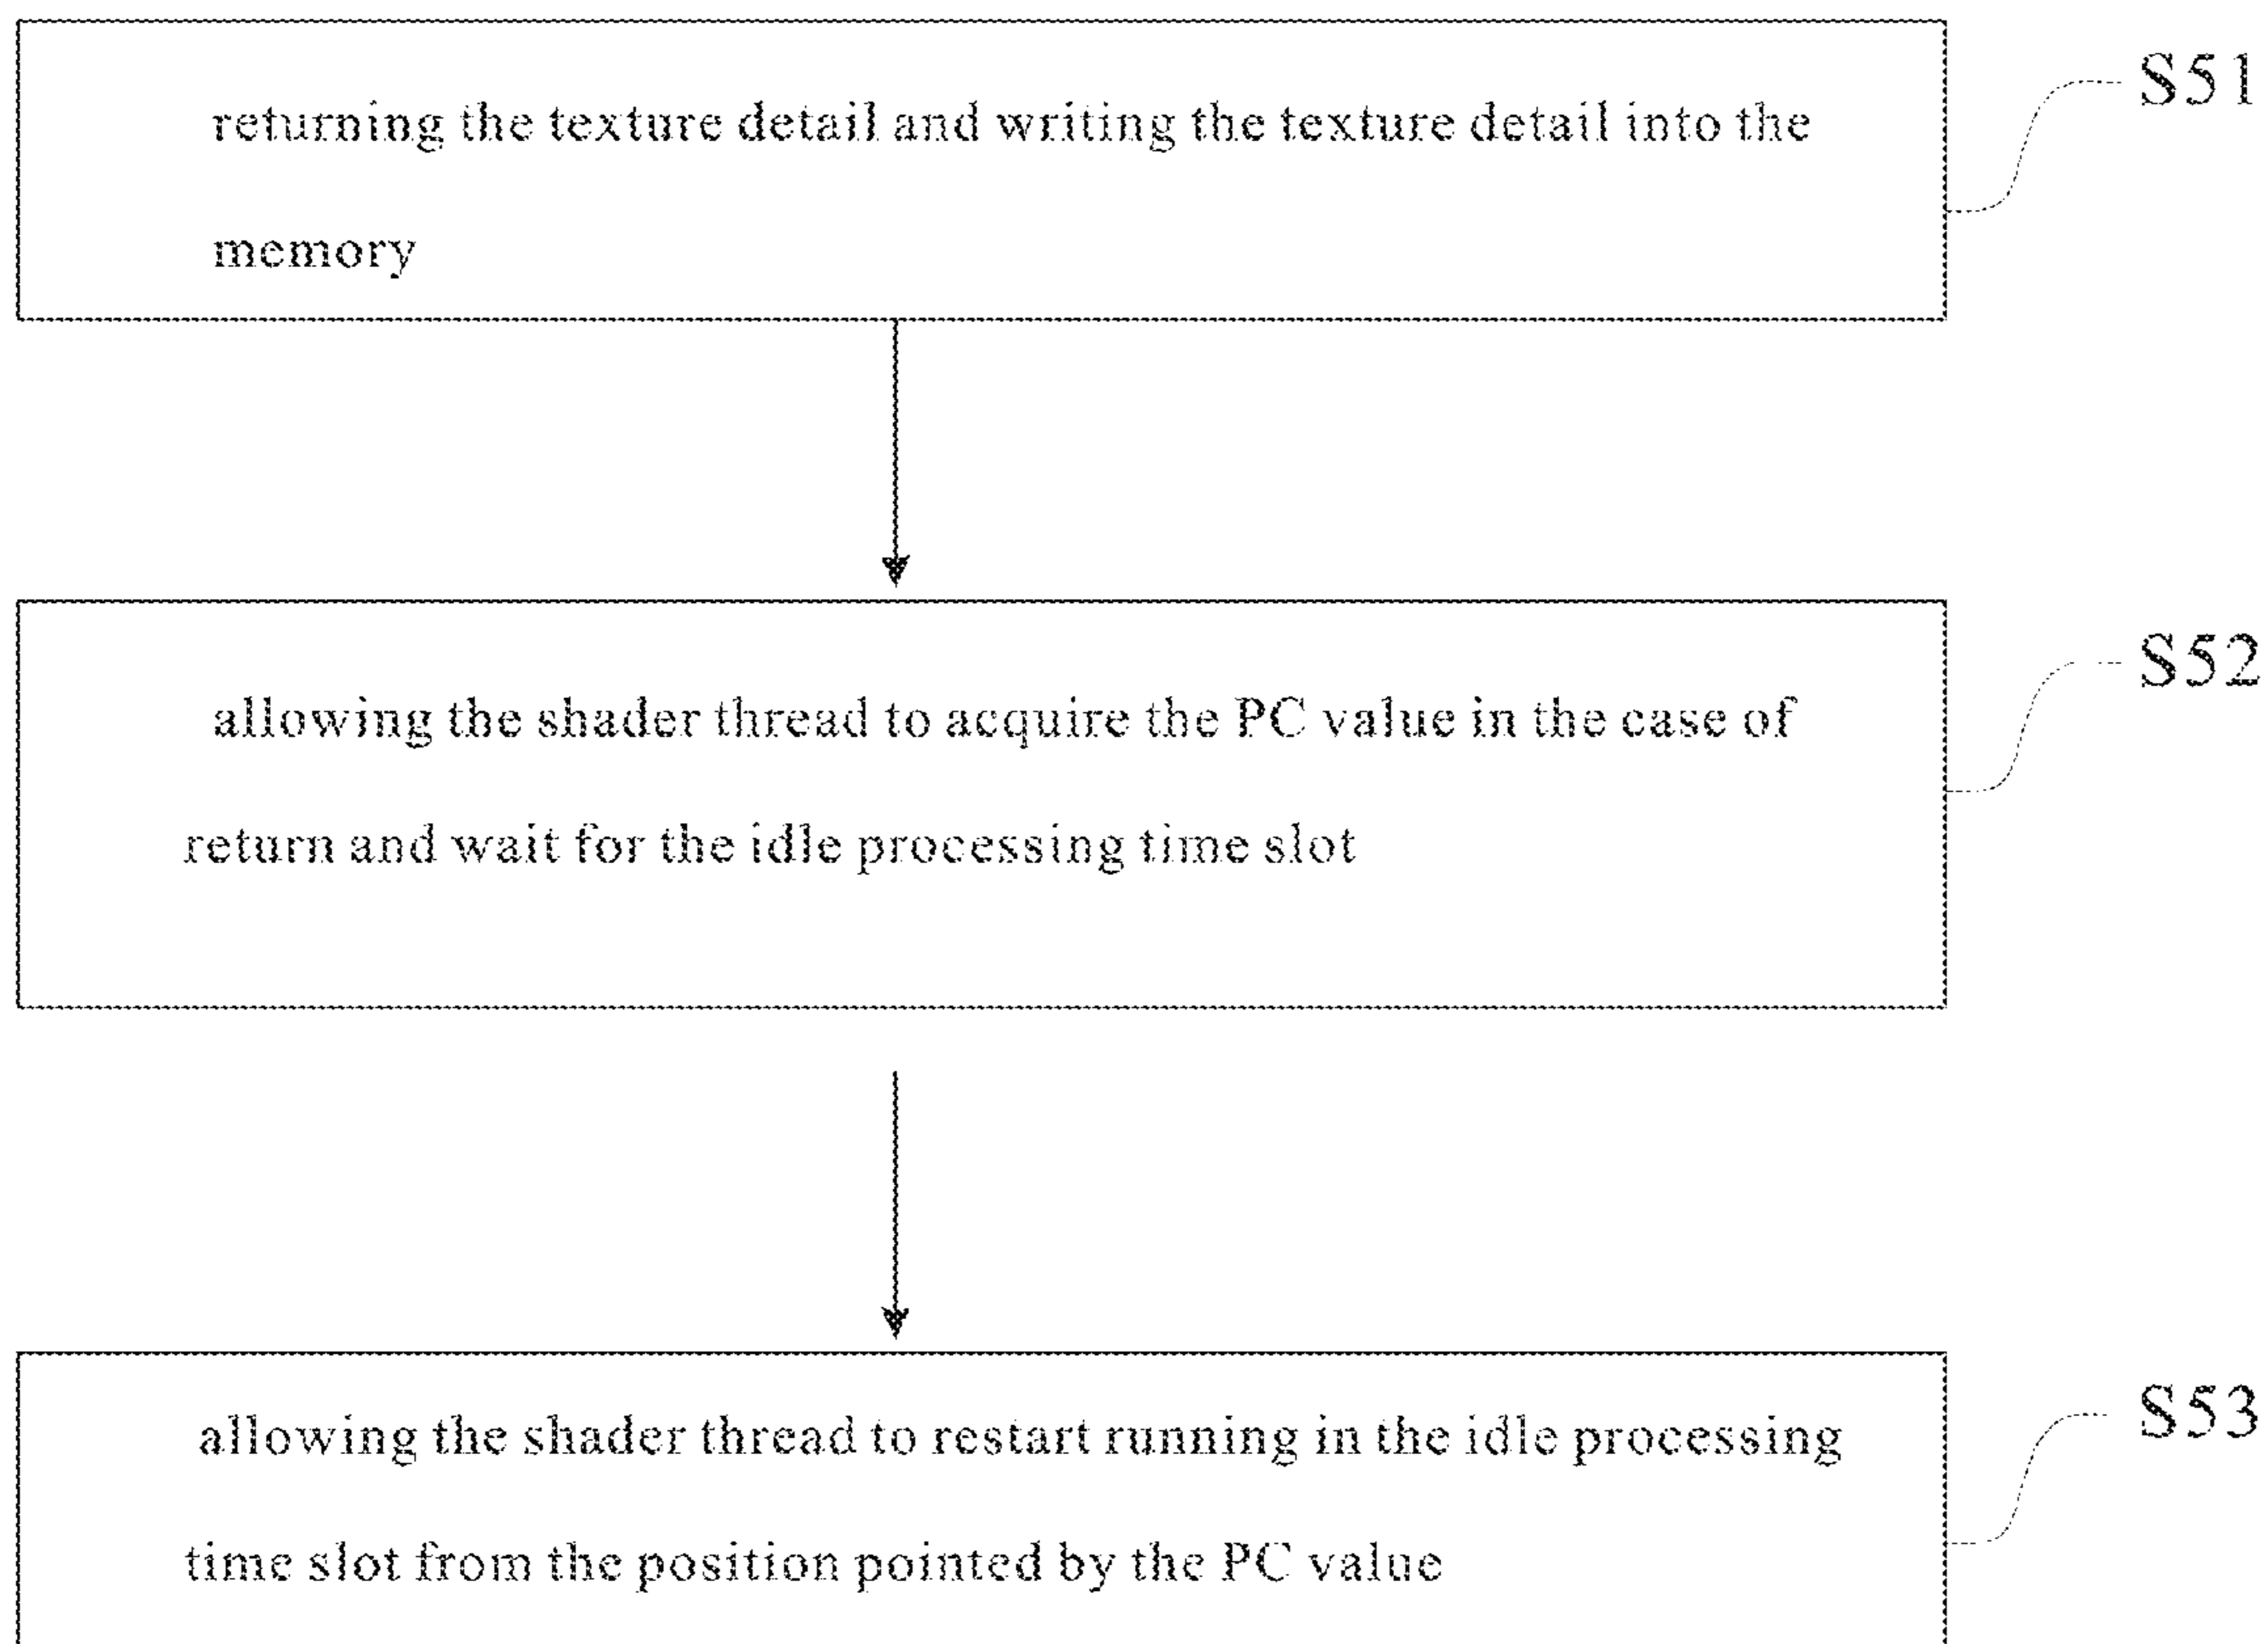 S51
returning the texture detail and writing the texture detail into the
memory
S52
allowing the shader thread to acquire the PC value in the case of
return and wait for the idle processing time slot
S53
allowing the shader thread to restart running in the idle processing
time slot from the position pointed by the PC value